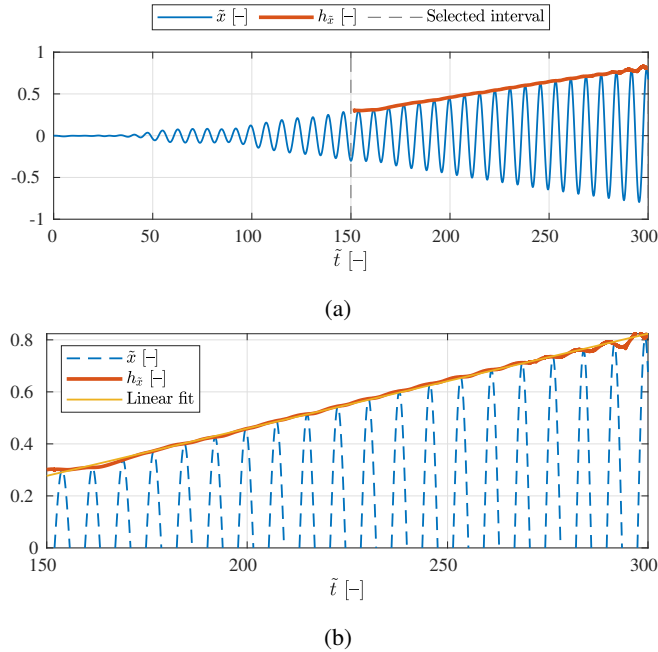 x̃ [–] h_x̃ [–] Selected interval
1
0.5
0
-0.5
-1
0 50 100 150 200 250 300
t̃ [–]
(a)
0.8
0.6
0.4
0.2
0
x̃ [–]
h_x̃ [–]
Linear fit
150 200 250 300
t̃ [–]
(b)